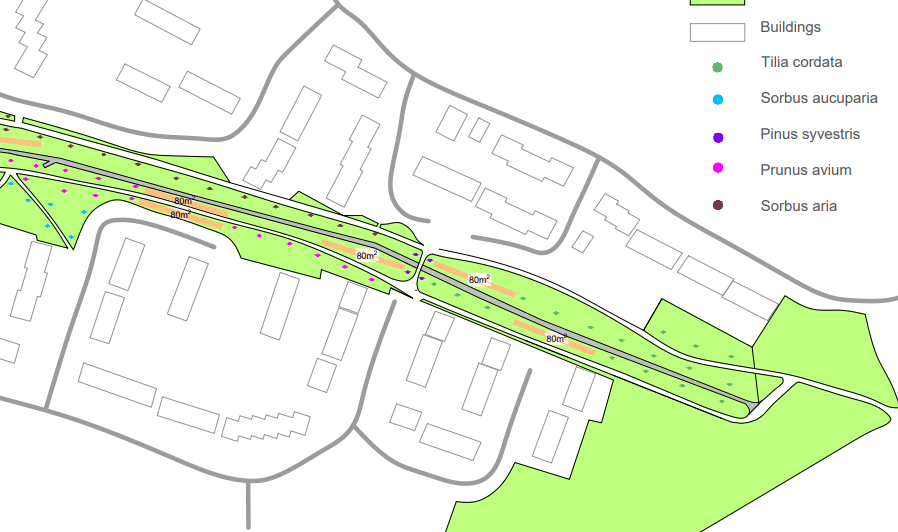 Buildings
Tilia cordata
Sorbus aucuparia
Pinus syvestris
Prunus avium
Sorbus aria
80m²
80m²
80m²
80m²
80m²